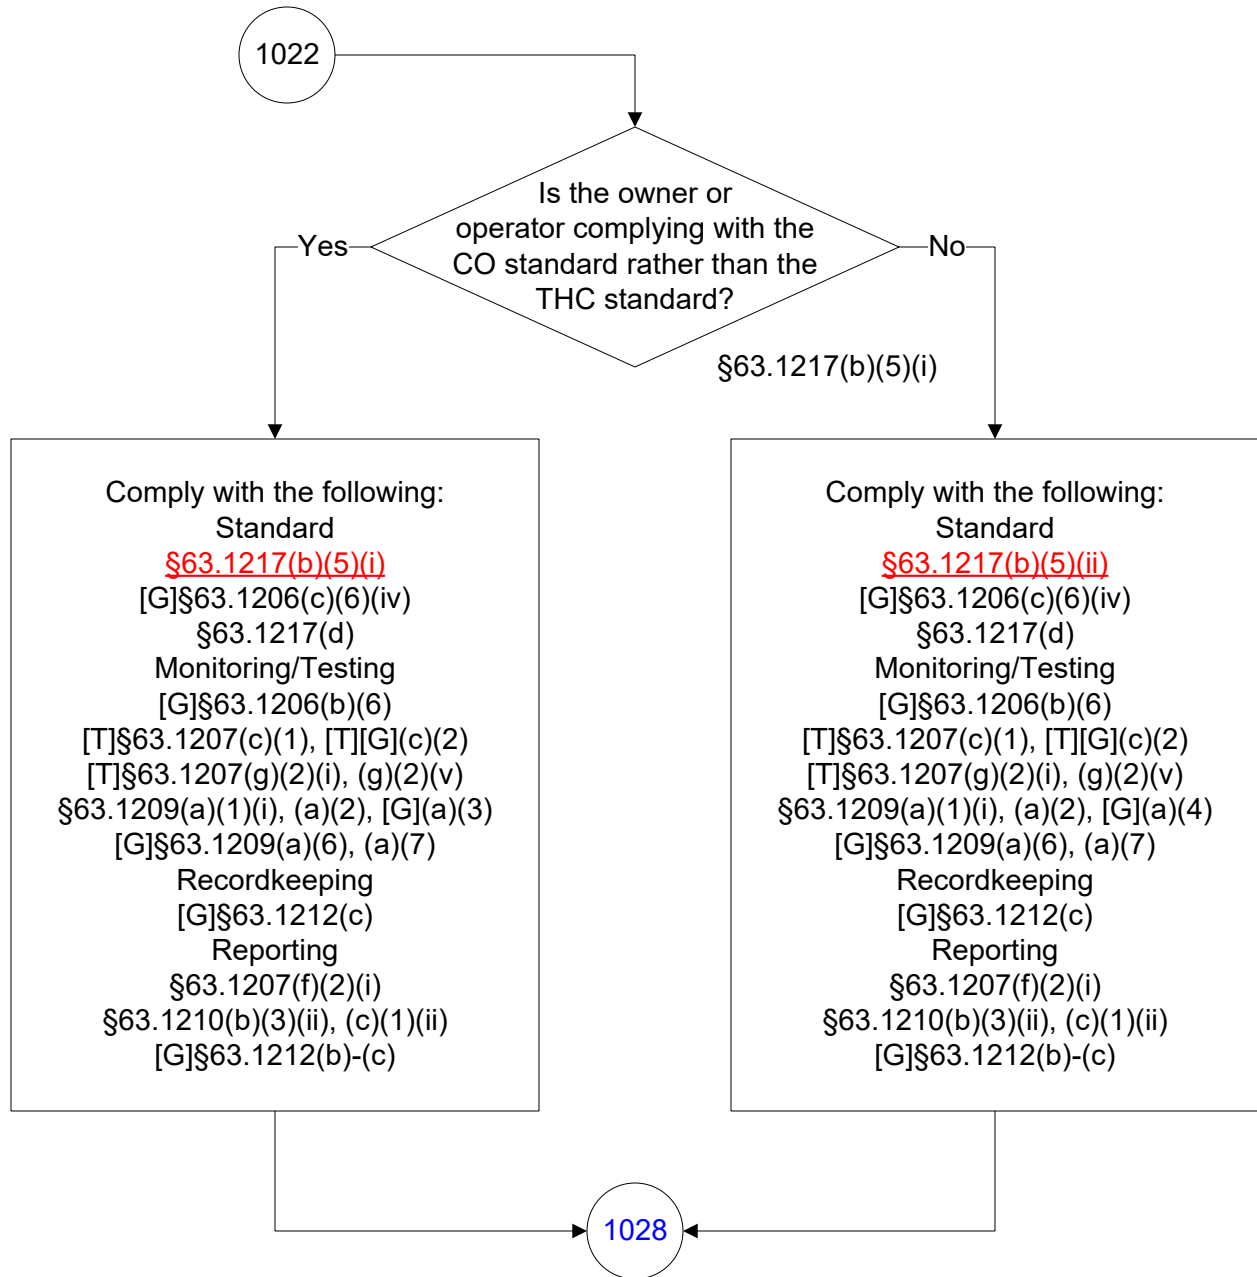 1022
Is the owner or
operator complying with the
CO standard rather than the
THC standard?
Yes
No
§63.1217(b)(5)(i)
Comply with the following:
Standard
§63.1217(b)(5)(i)
[G]§63.1206(c)(6)(iv)
§63.1217(d)
Monitoring/Testing
[G]§63.1206(b)(6)
[T]§63.1207(c)(1), [T][G](c)(2)
[T]§63.1207(g)(2)(i), (g)(2)(v)
§63.1209(a)(1)(i), (a)(2), [G](a)(3)
[G]§63.1209(a)(6), (a)(7)
Recordkeeping
[G]§63.1212(c)
Reporting
§63.1207(f)(2)(i)
§63.1210(b)(3)(ii), (c)(1)(ii)
[G]§63.1212(b)-(c)
Comply with the following:
Standard
§63.1217(b)(5)(ii)
[G]§63.1206(c)(6)(iv)
§63.1217(d)
Monitoring/Testing
[G]§63.1206(b)(6)
[T]§63.1207(c)(1), [T][G](c)(2)
[T]§63.1207(g)(2)(i), (g)(2)(v)
§63.1209(a)(1)(i), (a)(2), [G](a)(4)
[G]§63.1209(a)(6), (a)(7)
Recordkeeping
[G]§63.1212(c)
Reporting
§63.1207(f)(2)(i)
§63.1210(b)(3)(ii), (c)(1)(ii)
[G]§63.1212(b)-(c)
1028